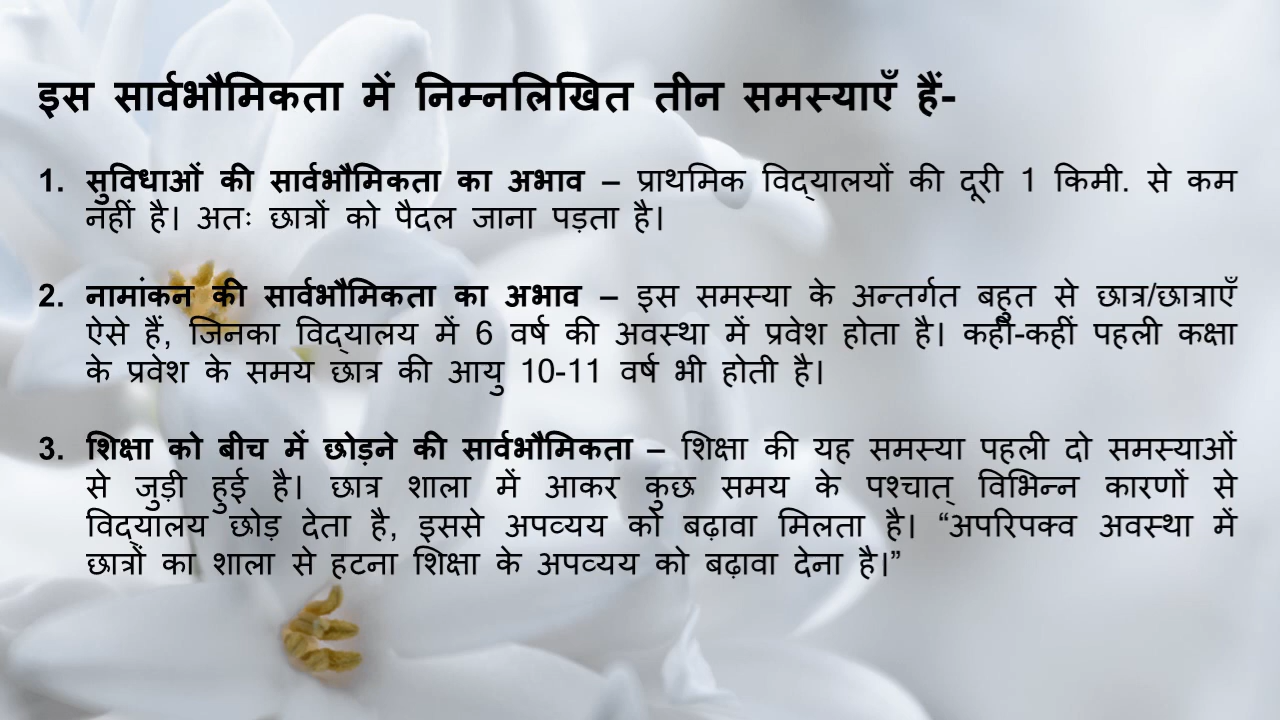 इस सार्वभौमिकता में निम्नलिखित तीन समस्याएँ हैं-
1. सुविधाओं की सार्वभौमिकता का अभाव – प्राथमिक विद्यालयों की दूरी 1 किमी. से कम
नहीं है। अतः छात्रों को पैदल जाना पड़ता है।
2. नामांकन की सार्वभौमिकता का अभाव – इस समस्या के अन्तर्गत बहुत से छात्र/छात्राएँ
ऐसे हैं, जिनका विद्यालय में 6 वर्ष की अवस्था में प्रवेश होता है। कहीं-कहीं पहली कक्षा
के प्रवेश के समय छात्र की आयु 10-11 वर्ष भी होती है।
3. शिक्षा को बीच में छोड़ने की सार्वभौमिकता – शिक्षा की यह समस्या पहली दो समस्याओं
से जुड़ी हुई है। छात्र शाला में आकर कुछ समय के पश्चात् विभिन्न कारणों से
विद्यालय छोड़ देता है, इससे अपव्यय को बढ़ावा मिलता है। “अपरिपक्व अवस्था में
छात्रों का शाला से हटना शिक्षा के अपव्यय को बढ़ावा देना है।”